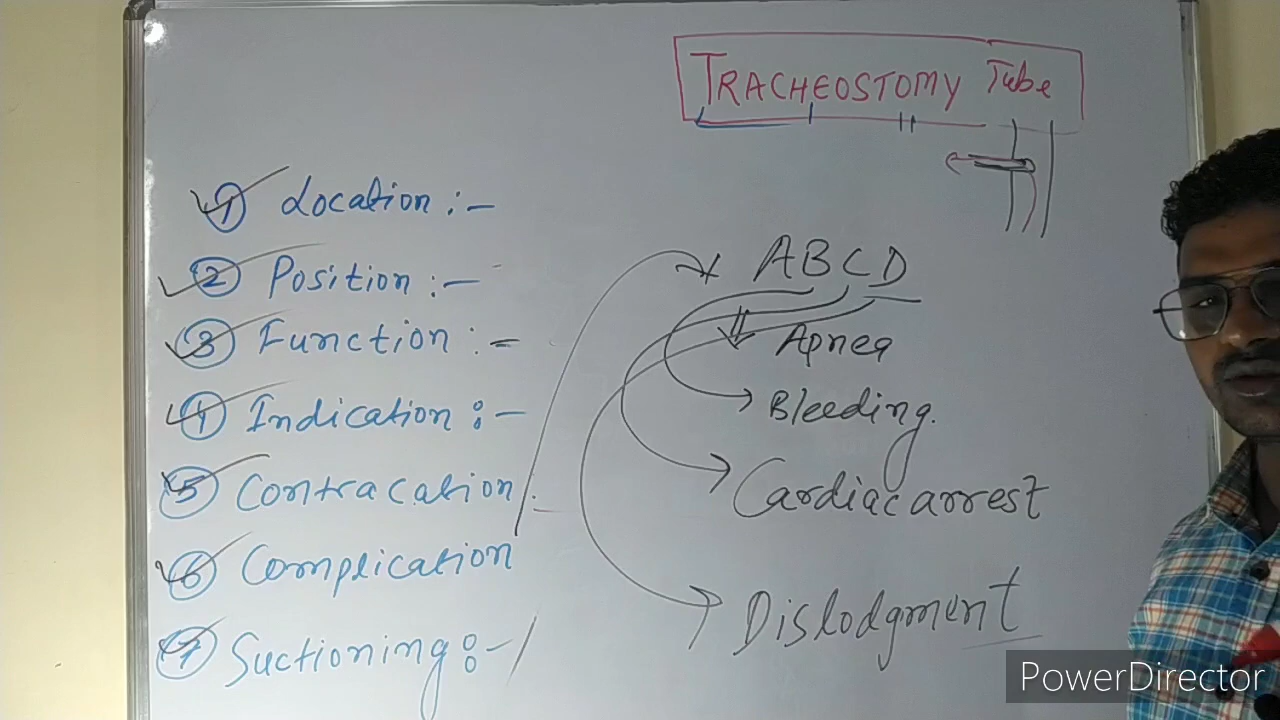 TRACHEOSTOMY Tube
① Location :-
② Position :-
③ Function :-
④ Indication :-
⑤ Contracation :-
⑥ Complication
⑦ Suctioning :-
ABCD
Apnea
Bleeding.
Cardiac arrest
Dislodgment
PowerDirector